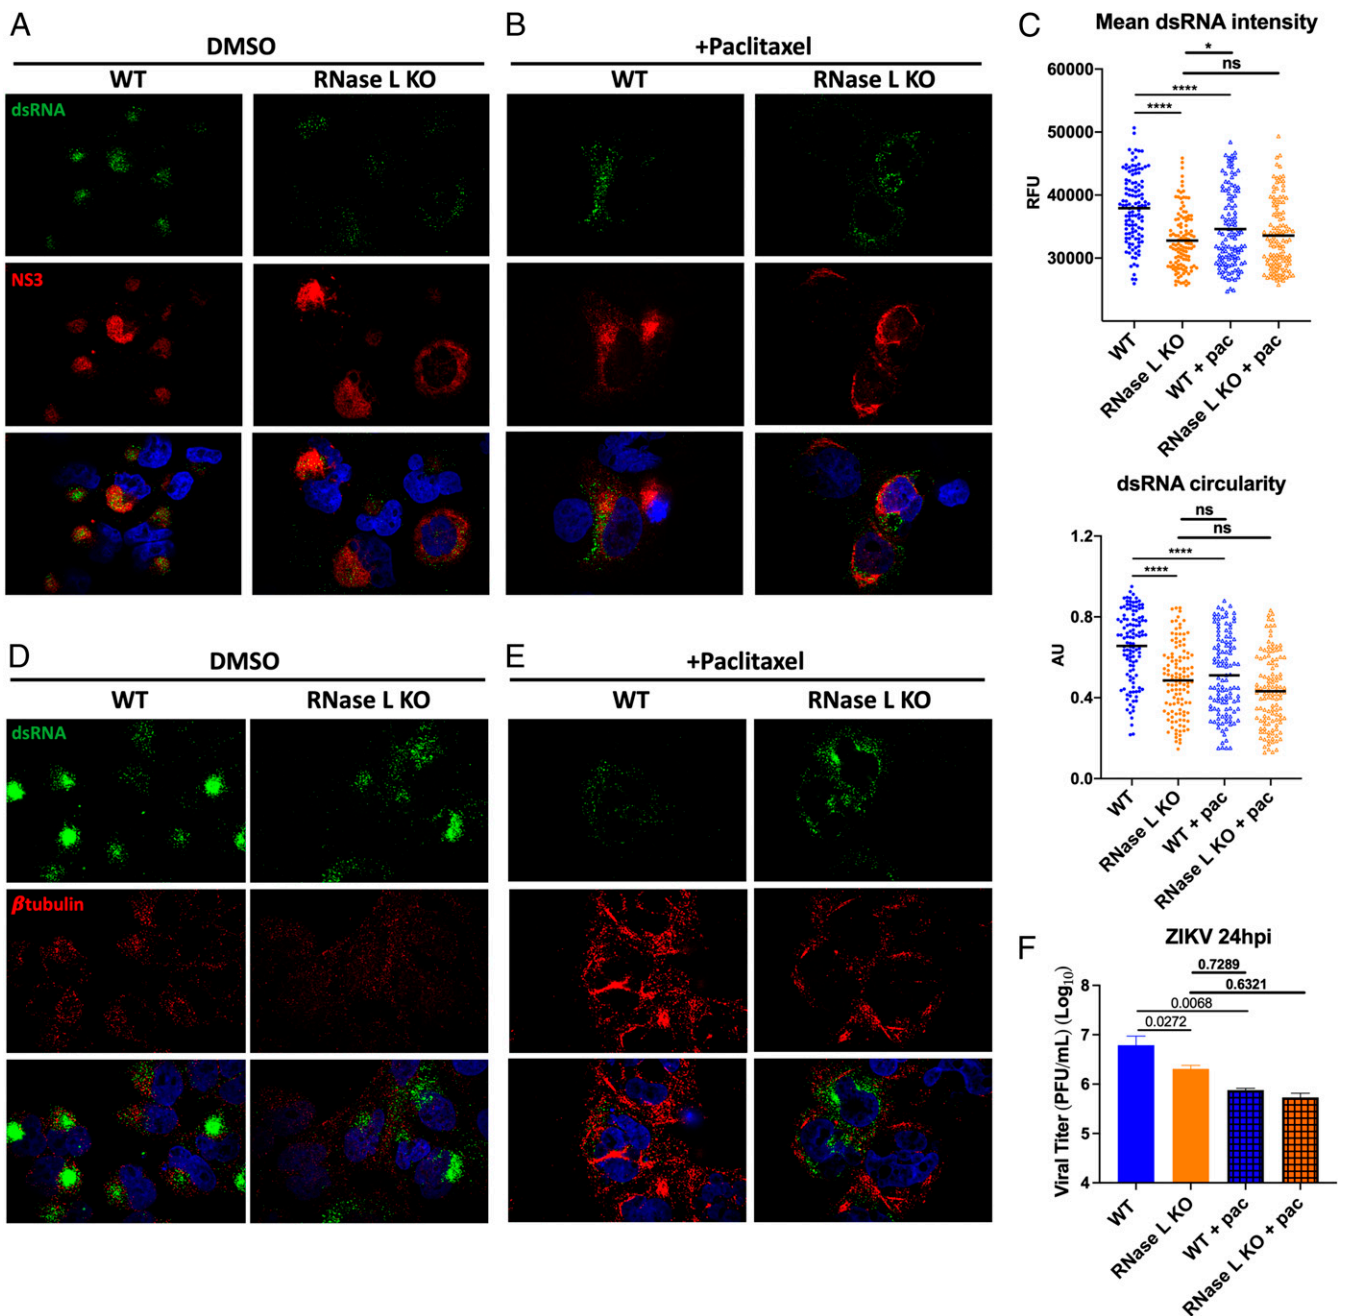 A
DMSO
WT
RNase L KO
dsRNA
NS3
B
+Paclitaxel
WT
RNase L KO
C
Mean dsRNA intensity
*
ns
****
****
60000
50000
40000
30000
RFU
WT
RNase L KO
WT + pac
RNase L KO + pac
dsRNA circularity
ns
ns
****
****
1.2
0.8
0.4
0.0
AU
WT
RNase L KO
WT + pac
RNase L KO + pac
D
DMSO
WT
RNase L KO
dsRNA
βtubulin
E
+Paclitaxel
WT
RNase L KO
F
ZIKV 24hpi
0.7289
0.6321
0.0068
0.0272
8
7
6
5
4
Viral Titer (PFU/mL) (Log₁₀)
WT
RNase L KO
WT + pac
RNase L KO + pac